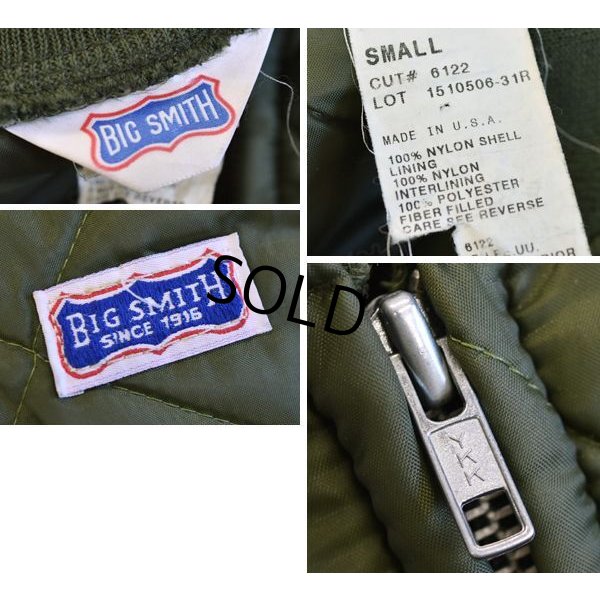 BIG SMITH
SMALL
CUT# 6122
LOT 1510506-31R
MADE IN U.S.A.
100% NYLON SHELL
LINING
100% NYLON
INTERLINING
100% POLYESTER
FIBER FILLED
CARE SEE REVERSE
6122
BIG SMITH
SINCE 1916
SOLD
YKK